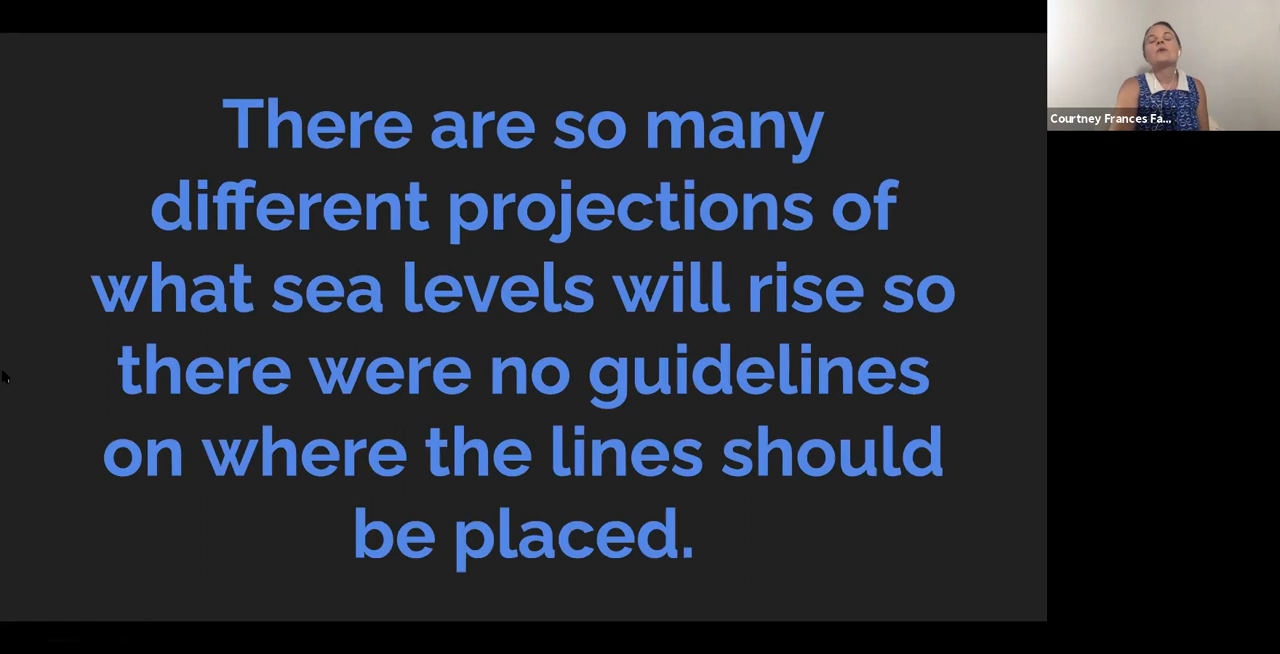 There are so many
different projections of
what sea levels will rise so
there were no guidelines
on where the lines should
be placed.
Courtney Frances Fa...